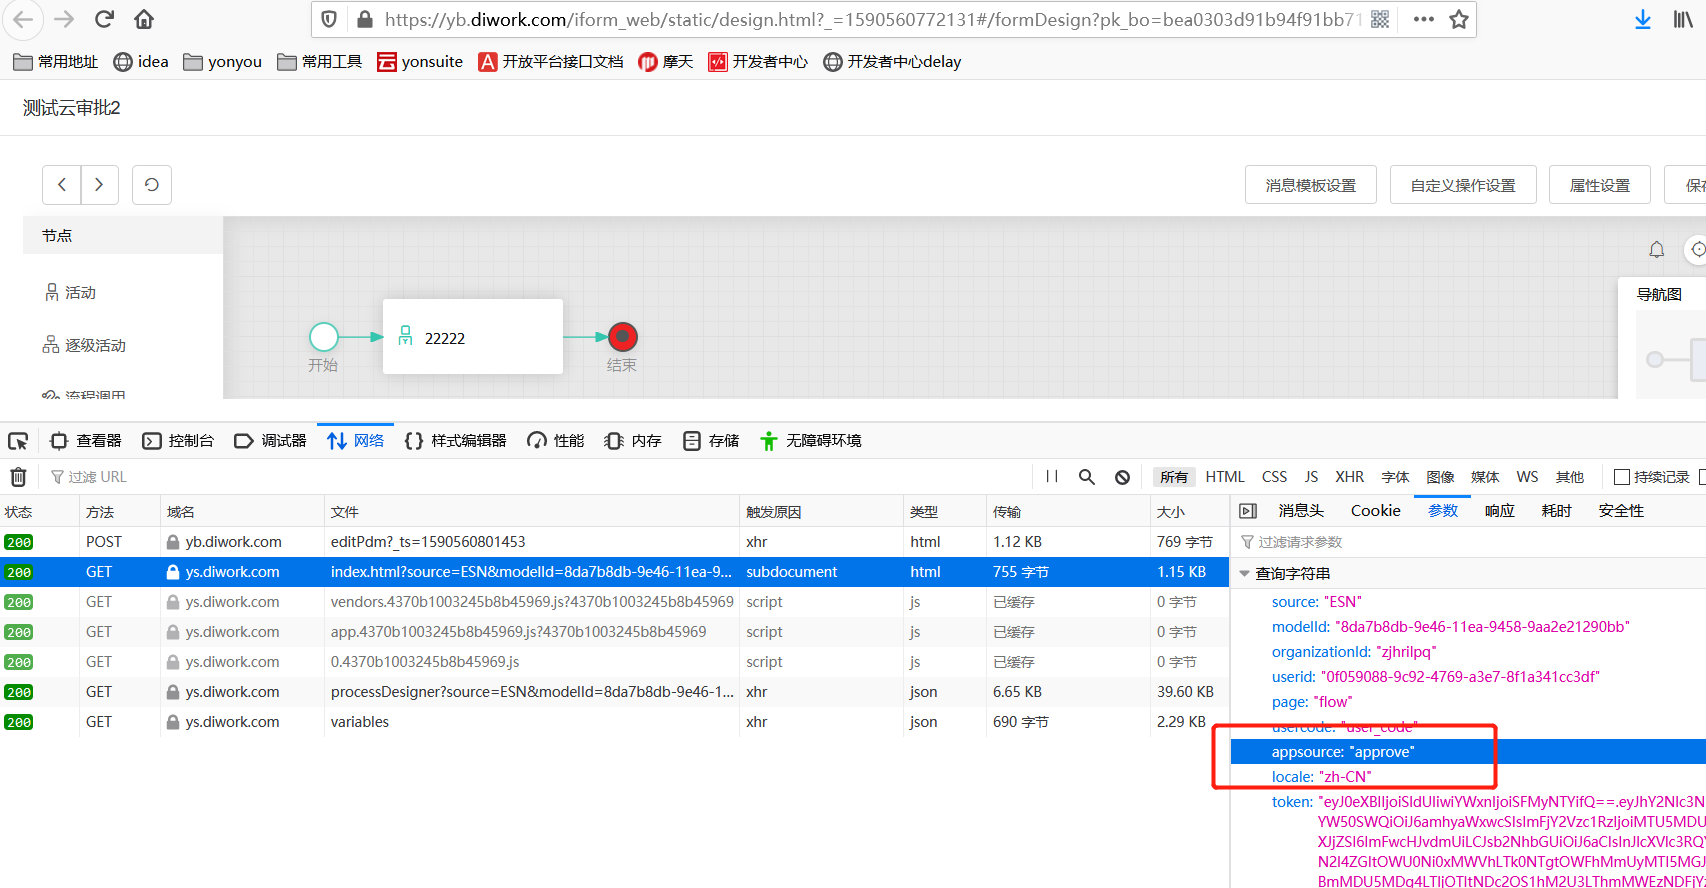 https://yb.diwork.com/iform_web/static/design.html?_=1590560772131#/formDesign?pk_bo=bea0303d91b94f91bb71
常用地址 idea yonyou 常用工具 yonsuite 开放平台接口文档 摩天 开发者中心 开发者中心delay
测试云审批2
消息模板设置 自定义操作设置 属性设置
节点
活动
导航图
22222
开始 结束
逐级活动
流程调用
查看器 控制台 调试器 网络 样式编辑器 性能 内存 存储 无障碍环境
过滤 URL 所有 HTML CSS JS XHR 字体 图像 媒体 WS 其他 持续记录
状态 方法 域名 文件 触发原因 类型 传输 大小 消息头 Cookie 参数 响应 耗时 安全性
200 POST yb.diwork.com editPdm?_ts=1590560801453 xhr html 1.12 KB 769 字节
过滤请求参数
200 GET ys.diwork.com index.html?source=ESN&modelId=8da7b8db-9e46-11ea-9... subdocument html 755 字节 1.15 KB
查询字符串
200 GET ys.diwork.com vendors.4370b1003245b8b45969.js?4370b1003245b8b45969 script js 已缓存 0 字节
source: "ESN"
modelId: "8da7b8db-9e46-11ea-9458-9aa2e21290bb"
200 GET ys.diwork.com app.4370b1003245b8b45969.js?4370b1003245b8b45969 script js 已缓存 0 字节
organizationId: "zjhrilpq"
200 GET ys.diwork.com 0.4370b1003245b8b45969.js script js 已缓存 0 字节
userid: "0f059088-9c92-4769-a3e7-8f1a341cc3df"
200 GET ys.diwork.com processDesigner?source=ESN&modelId=8da7b8db-9e46-1... xhr json 6.65 KB 39.60 KB
page: "flow"
200 GET ys.diwork.com variables xhr json 690 字节 2.29 KB
usercode: "user_code"
appsource: "approve"
locale: "zh-CN"
token: